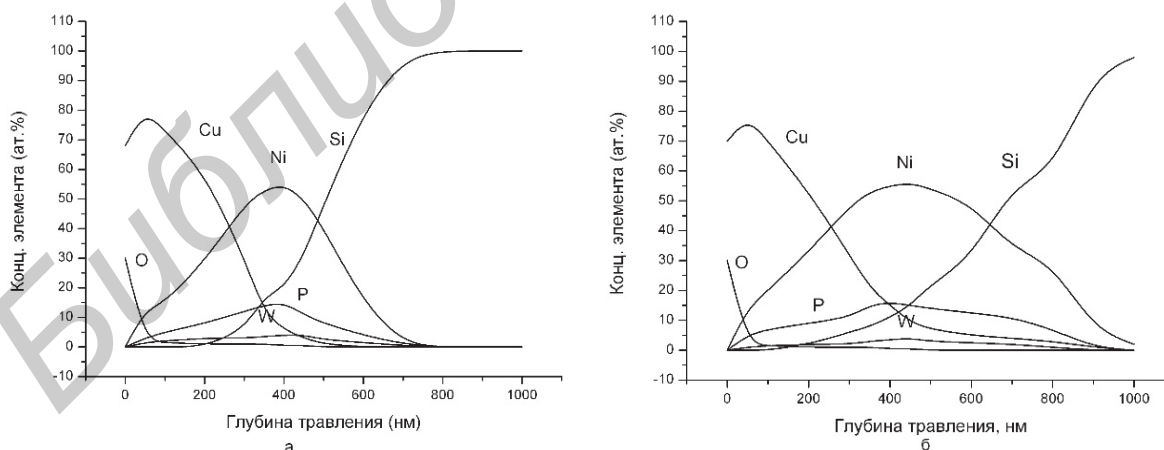 Библио
Конц. элемента (ат.%)
110
100
90
80
70
60
50
40
30
20
10
0
-10
Cu
Ni
Si
O
P
W
0 200 400 600 800 1000
Глубина травления (нм)
а
Конц. элемента (ат.%)
110
100
90
80
70
60
50
40
30
20
10
0
-10
Cu
Ni
Si
O
P
W
0 200 400 600 800 1000
Глубина травления, нм
б